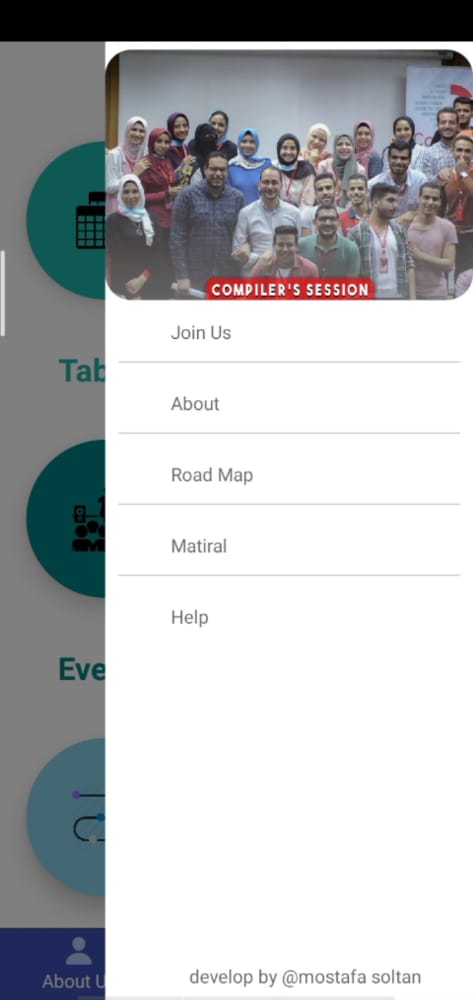 COMPILER'S SESSION
Join Us
About
Road Map
Matiral
Help
develop by @mostafa soltan
Tab
Eve
About U